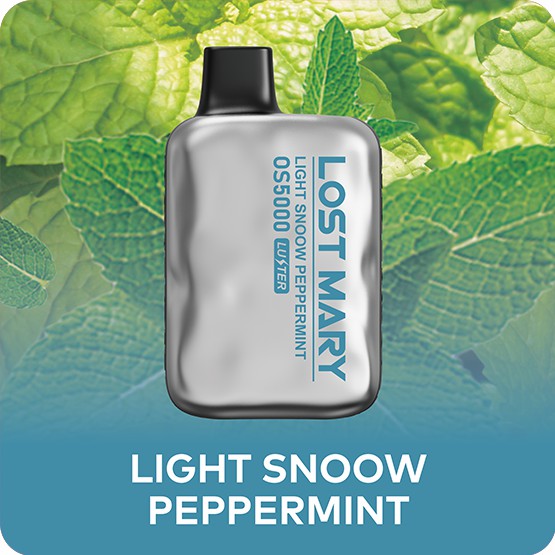 LOST MARY
LIGHT SNOOW PEPPERMINT
OS5000 LUSTER
LIGHT SNOOW
PEPPERMINT